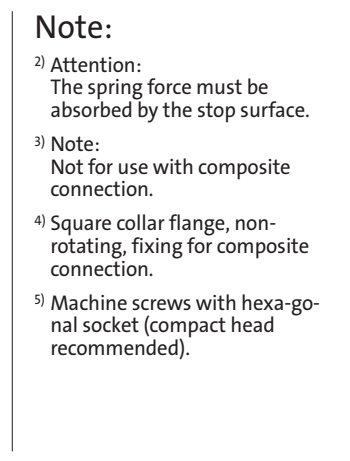 Note:
2) Attention:
The spring force must be
absorbed by the stop surface.
3) Note:
Not for use with composite
connection.
4) Square collar flange, non-
rotating, fixing for composite
connection.
5) Machine screws with hexa-go-
nal socket (compact head
recommended).